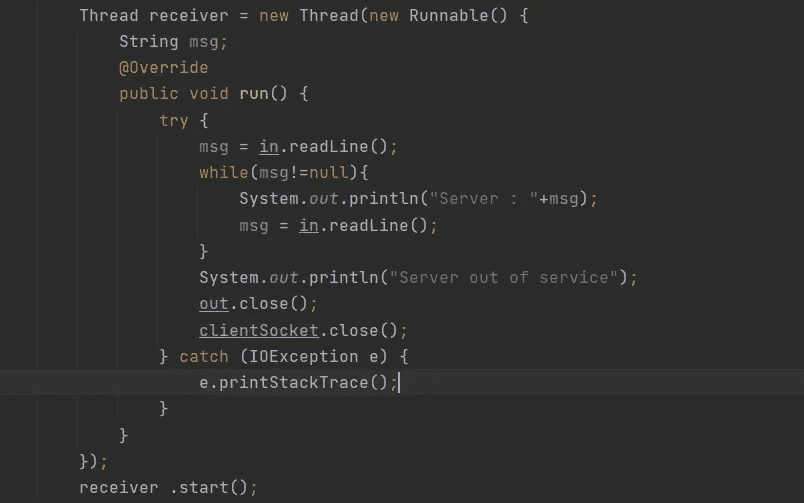 Thread receiver = new Thread(new Runnable() {
    String msg;
    @Override
    public void run() {
        try {
            msg = in.readLine();
            while(msg!=null){
                System.out.println("Server : "+msg);
                msg = in.readLine();
            }
            System.out.println("Server out of service");
            out.close();
            clientSocket.close();
        } catch (IOException e) {
            e.printStackTrace();
        }
    }
});
receiver .start();